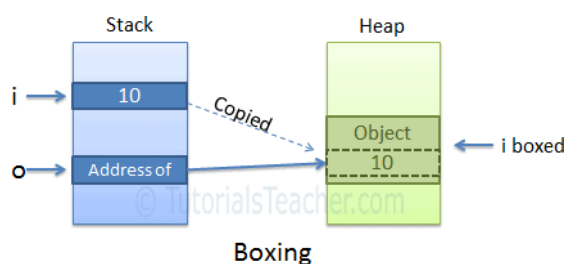 Stack
Heap
i
10
Copied
Object
10
i boxed
o
Address of
© TutorialsTeacher.com
Boxing